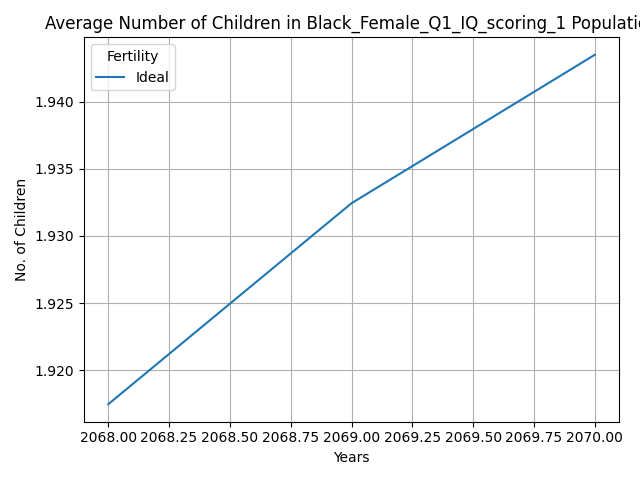 Average Number of Children in Black_Female_Q1_IQ_scoring_1 Populatio
Fertility
Ideal
No. of Children
1.940
1.935
1.930
1.925
1.920
2068.00 2068.25 2068.50 2068.75 2069.00 2069.25 2069.50 2069.75 2070.00
Years